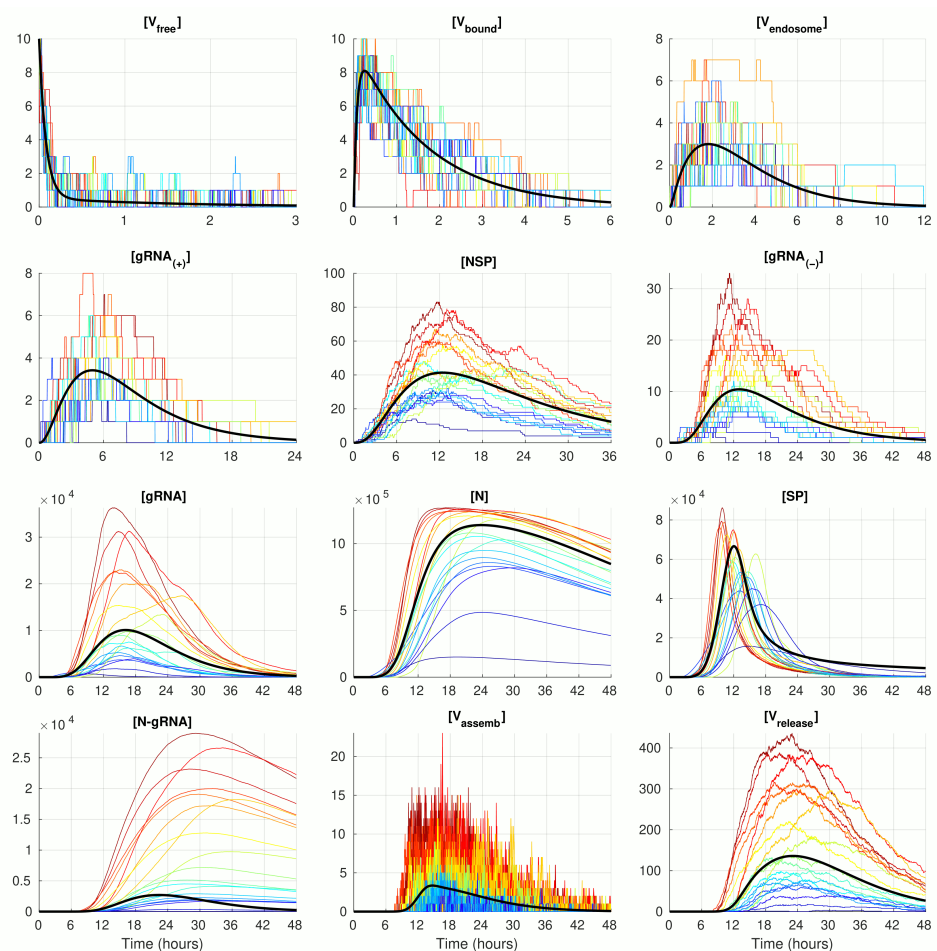 [V_free] [V_bound] [V_endosome]
10 8 6 4 2 0
0 1 2 3
10 8 6 4 2 0
0 1 2 3 4 5 6
8 6 4 2 0
0 2 4 6 8 10 12
[gRNA_(+)] [NSP] [gRNA_(−)]
8 6 4 2 0
6 12 18 24
100 80 60 40 20 0
0 6 12 18 24 30 36
30 20 10 0
0 6 12 18 24 30 36 42 48
[gRNA] [N] [SP]
× 10^4
3 2 1 0
0 6 12 18 24 30 36 42 48
× 10^5
10 5 0
0 6 12 18 24 30 36 42 48
× 10^4
8 6 4 2 0
0 6 12 18 24 30 36 42 48
[N-gRNA] [V_assemb] [V_release]
× 10^4
2.5 2 1.5 1 0.5 0
0 6 12 18 24 30 36 42 48
20 15 10 5 0
0 6 12 18 24 30 36 42 48
400 300 200 100 0
0 6 12 18 24 30 36 42 48
Time (hours) Time (hours) Time (hours)